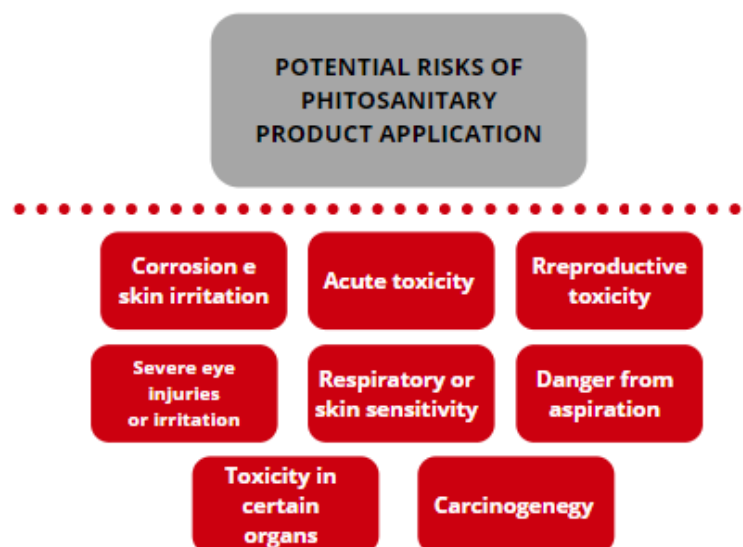 POTENTIAL RISKS OF
PHITOSANITARY
PRODUCT APPLICATION
Corrosion e
skin irritation
Acute toxicity
Rreproductive
toxicity
Severe eye
injuries
or irritation
Respiratory or
skin sensitivity
Danger from
aspiration
Toxicity in
certain
organs
Carcinogenegy